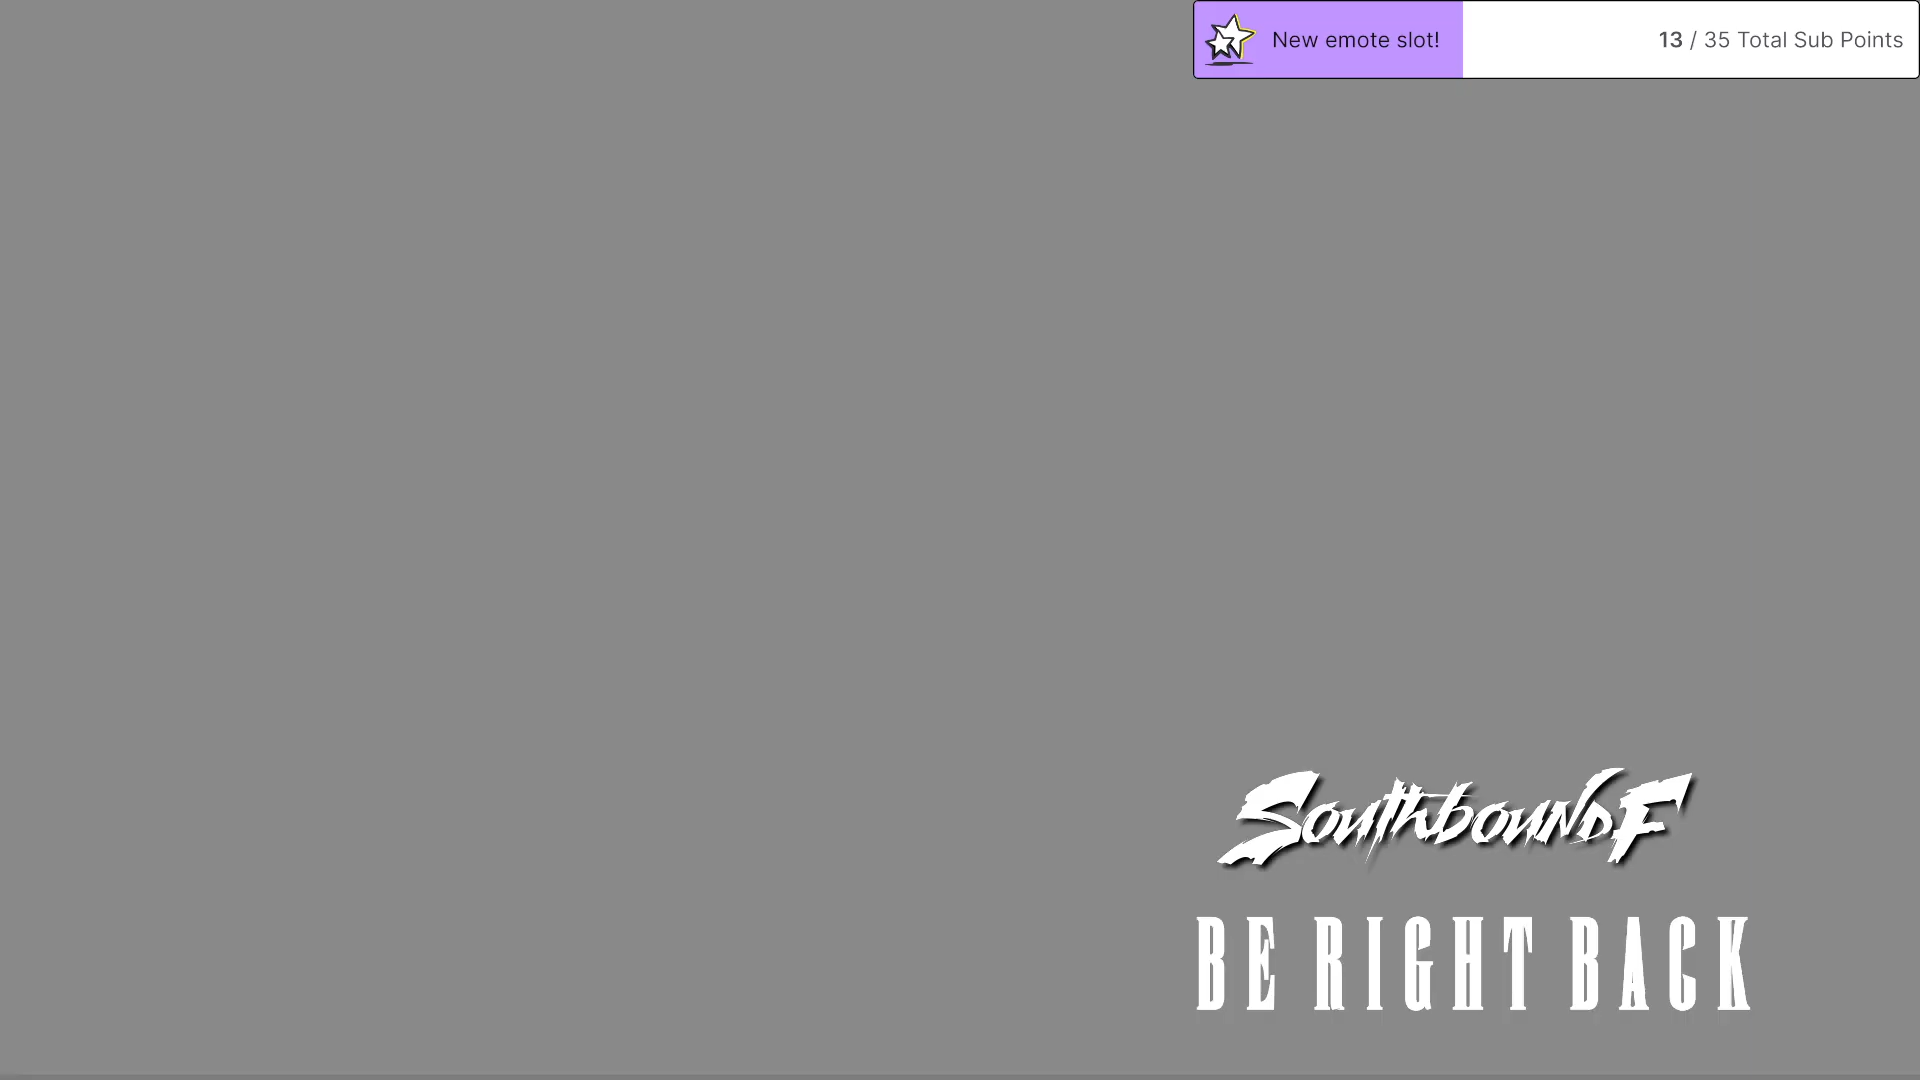 New emote slot! 13 / 35 Total Sub Points
SouthboundF
BE RIGHT BACK